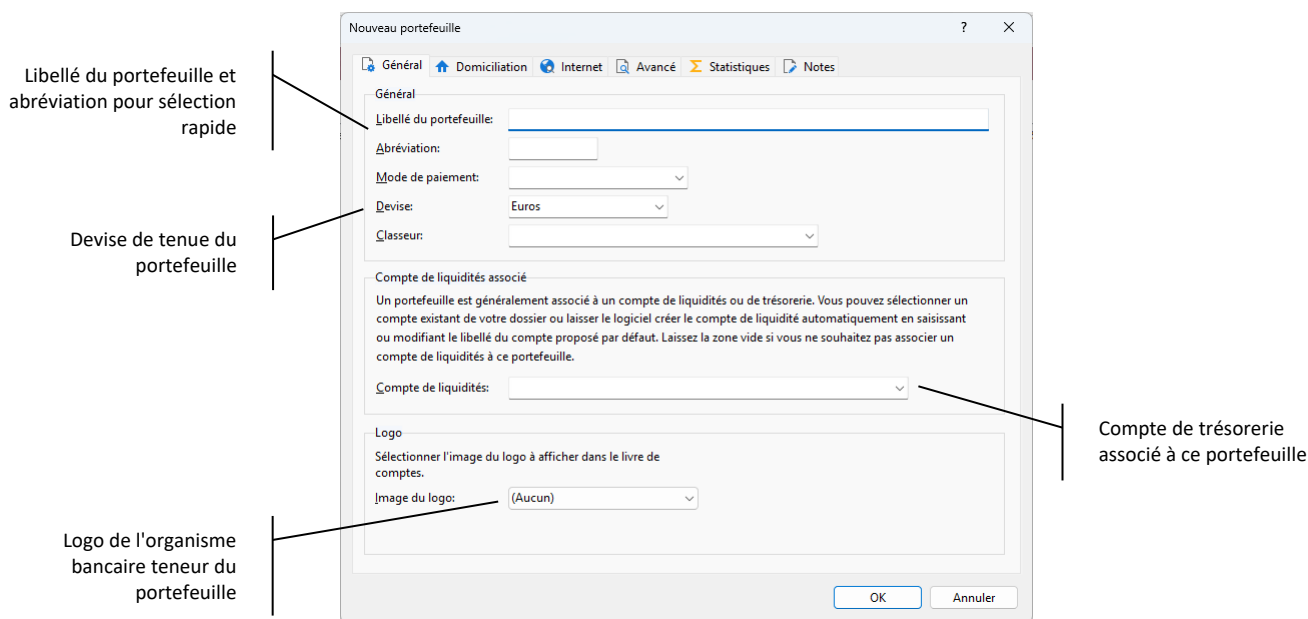 Nouveau portefeuille
?
Général
Domiciliation
Internet
Avancé
Statistiques
Notes
Libellé du portefeuille et
abréviation pour sélection
rapide
Général
Libellé du portefeuille:
Abréviation:
Mode de paiement:
Devise:
Euros
Classeur:
Devise de tenue du
portefeuille
Compte de liquidités associé
Un portefeuille est généralement associé à un compte de liquidités ou de trésorerie. Vous pouvez sélectionner un
compte existant de votre dossier ou laisser le logiciel créer le compte de liquidité automatiquement en saisissant
ou modifiant le libellé du compte proposé par défaut. Laissez la zone vide si vous ne souhaitez pas associer un
compte de liquidités à ce portefeuille.
Compte de liquidités:
Compte de trésorerie
associé à ce portefeuille
Logo
Sélectionner l'image du logo à afficher dans le livre de
comptes.
Image du logo:
(Aucun)
Logo de l'organisme
bancaire teneur du
portefeuille
OK
Annuler